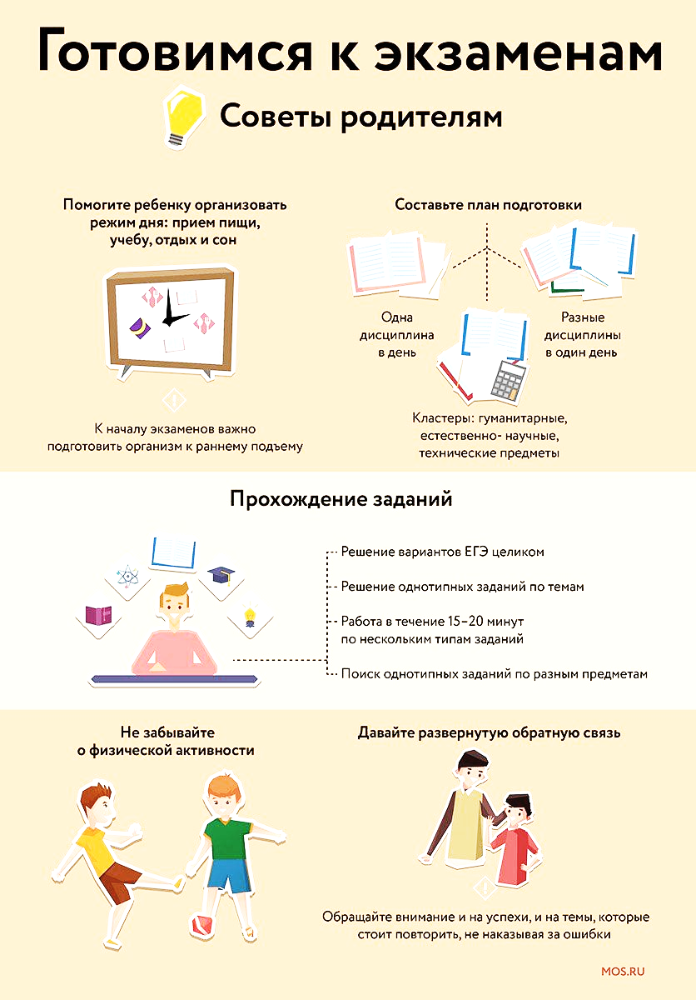 Готовимся к экзаменам
Советы родителям
Помогите ребенку организовать
режим дня: прием пищи,
учебу, отдых и сон
К началу экзаменов важно
подготовить организм к раннему подъему
Составьте план подготовки
Одна
дисциплина
в день
Разные
дисциплины
в один день
Кластеры: гуманитарные,
естественно- научные,
технические предметы
Прохождение заданий
Решение вариантов ЕГЭ целиком
Решение однотипных заданий по темам
Работа в течение 15–20 минут
по нескольким типам заданий
Поиск однотипных заданий по разным предметам
Не забывайте
о физической активности
Давайте развернутую обратную связь
Обращайте внимание и на успехи, и на темы, которые
стоит повторить, не наказывая за ошибки
MOS.RU